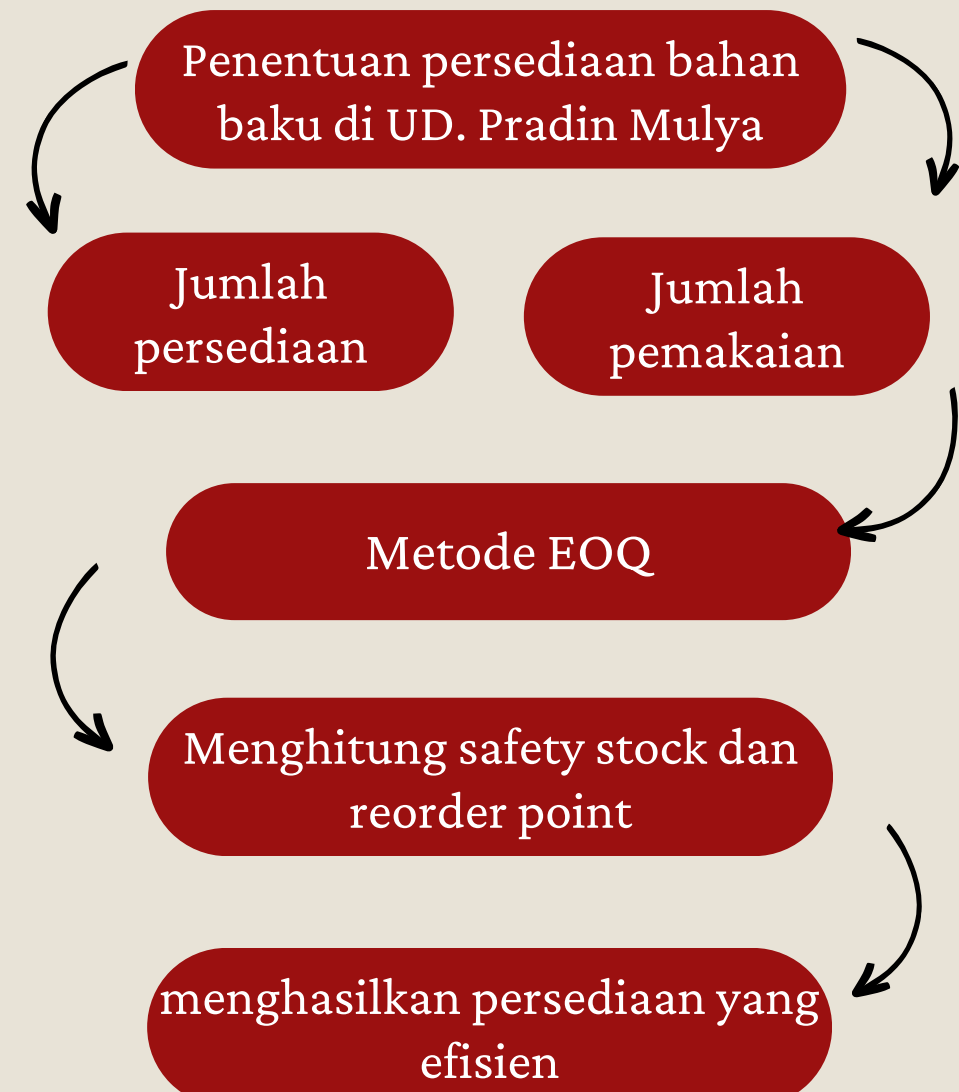 Penentuan persediaan bahan
baku di UD. Pradin Mulya
Jumlah
persediaan
Jumlah
pemakaian
Metode EOQ
Menghitung safety stock dan
reorder point
menghasilkan persediaan yang
efisien